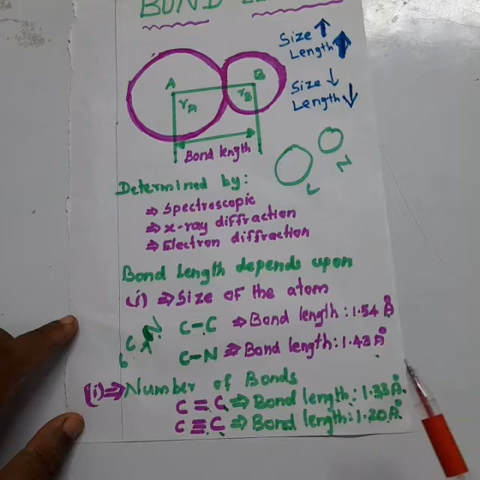 BOND
Size ↑
Length ↑
Size ↓
Length ↓
A
B
rA
rB
Bond length
C
N
Determined by:
⇒ Spectroscopic
⇒ x-ray diffraction
⇒ Electron diffraction
Bond length depends upon
(i) ⇒ Size of the atom
C N
6
C-C ⇒ Bond length: 1.54 Å
C-N ⇒ Bond length: 1.43 Å
(i) ⇒ Number of Bonds
C = C ⇒ Bond length: 1.33 Å
C ≡ C ⇒ Bond length: 1.20 Å